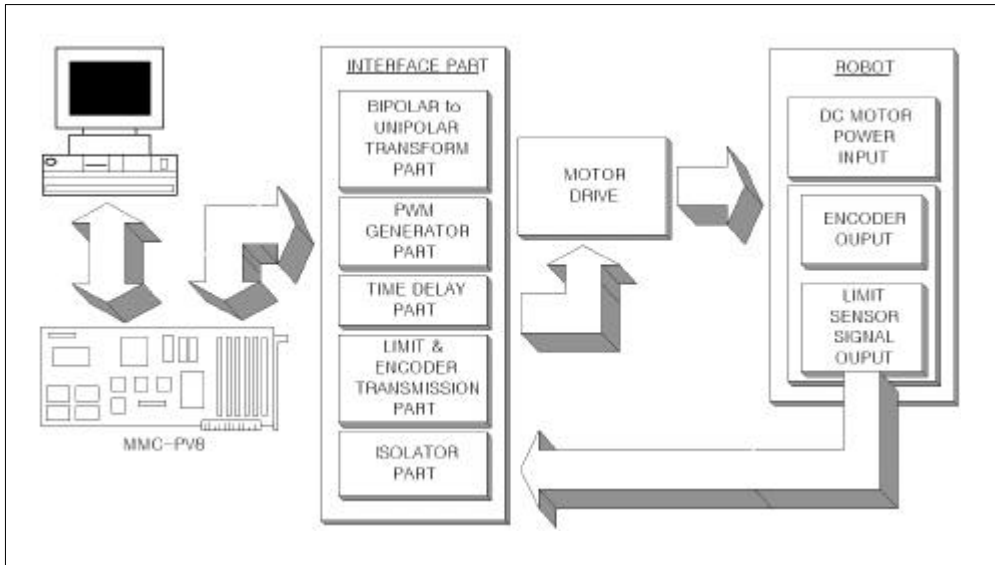 INTERFACE PART
BIPOLAR to
UNIPOLAR
TRANSFORM
PART
PWM
GENERATOR
PART
TIME DELAY
PART
LIMIT &
ENCODER
TRANSMISSION
PART
ISOLATOR
PART
MMC-PV8
MOTOR
DRIVE
ROBOT
DC MOTOR
POWER
INPUT
ENCODER
OUPUT
LIMIT
SENSOR
SIGNAL
OUPUT